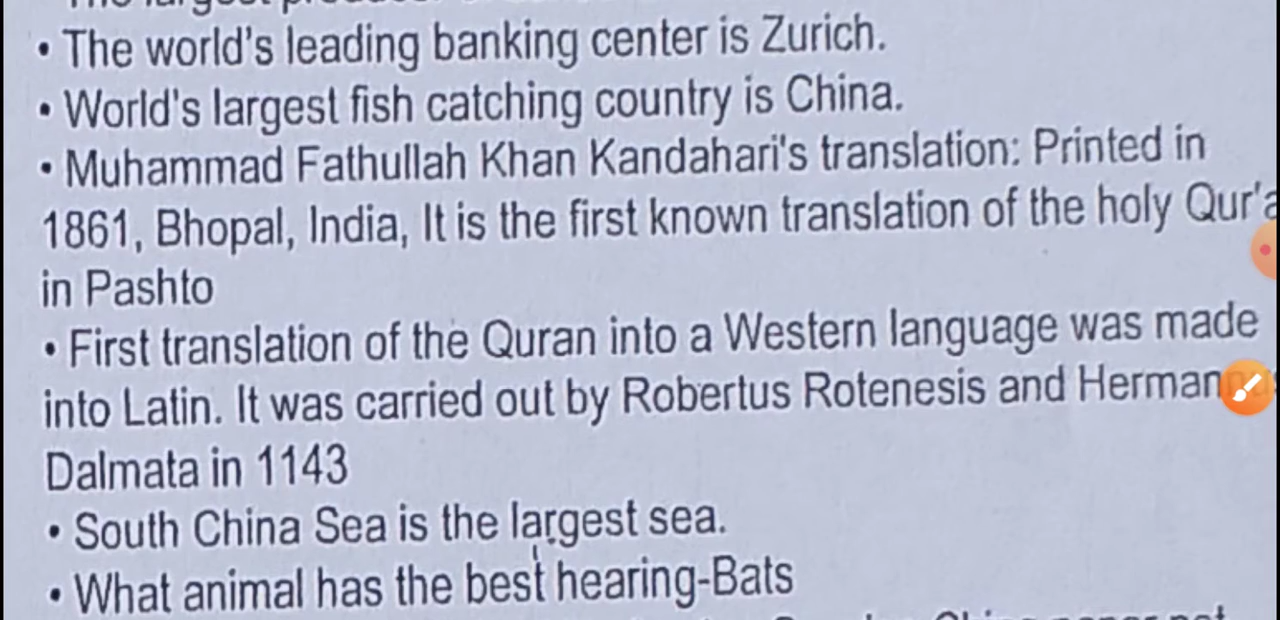 The largest
• The world's leading banking center is Zurich.
• World's largest fish catching country is China.
• Muhammad Fathullah Khan Kandahari's translation: Printed in
1861, Bhopal, India, It is the first known translation of the holy Qur'a
in Pashto
• First translation of the Quran into a Western language was made
into Latin. It was carried out by Robertus Rotenesis and Herman
Dalmata in 1143
• South China Sea is the largest sea.
• What animal has the best hearing-Bats